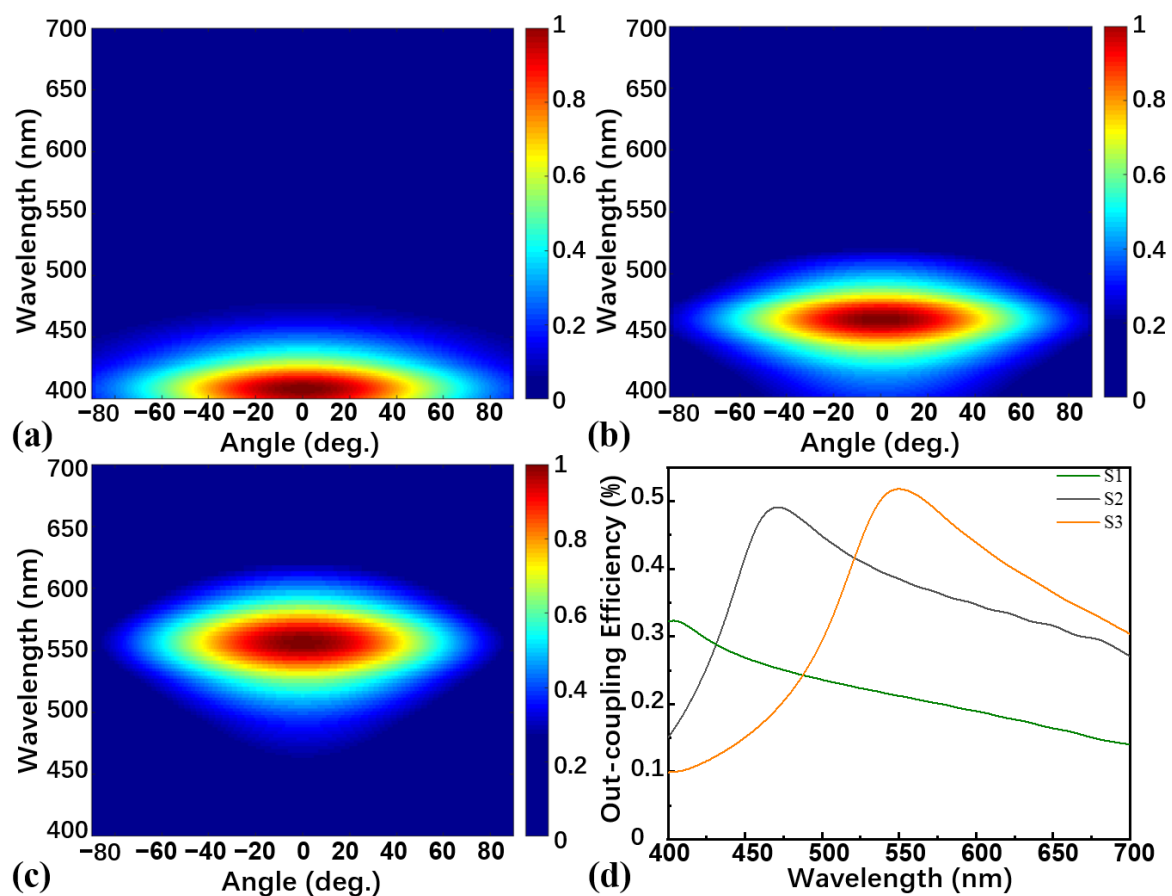 700
650
600
550
500
450
400
Wavelength (nm)
−80 −60 −40 −20 0 20 40 60 80
Angle (deg.)
1
0.8
0.6
0.4
0.2
0
(a)
700
650
600
550
500
450
400
Wavelength (nm)
−80 −60 −40 −20 0 20 40 60 80
Angle (deg.)
1
0.8
0.6
0.4
0.2
0
(b)
700
650
600
550
500
450
400
Wavelength (nm)
−80 −60 −40 −20 0 20 40 60 80
Angle (deg.)
1
0.8
0.6
0.4
0.2
0
(c)
S1
S2
S3
0.5
0.4
0.3
0.2
0.1
0
Out-coupling Efficiency (%)
400 450 500 550 600 650 700
Wavelength (nm)
(d)